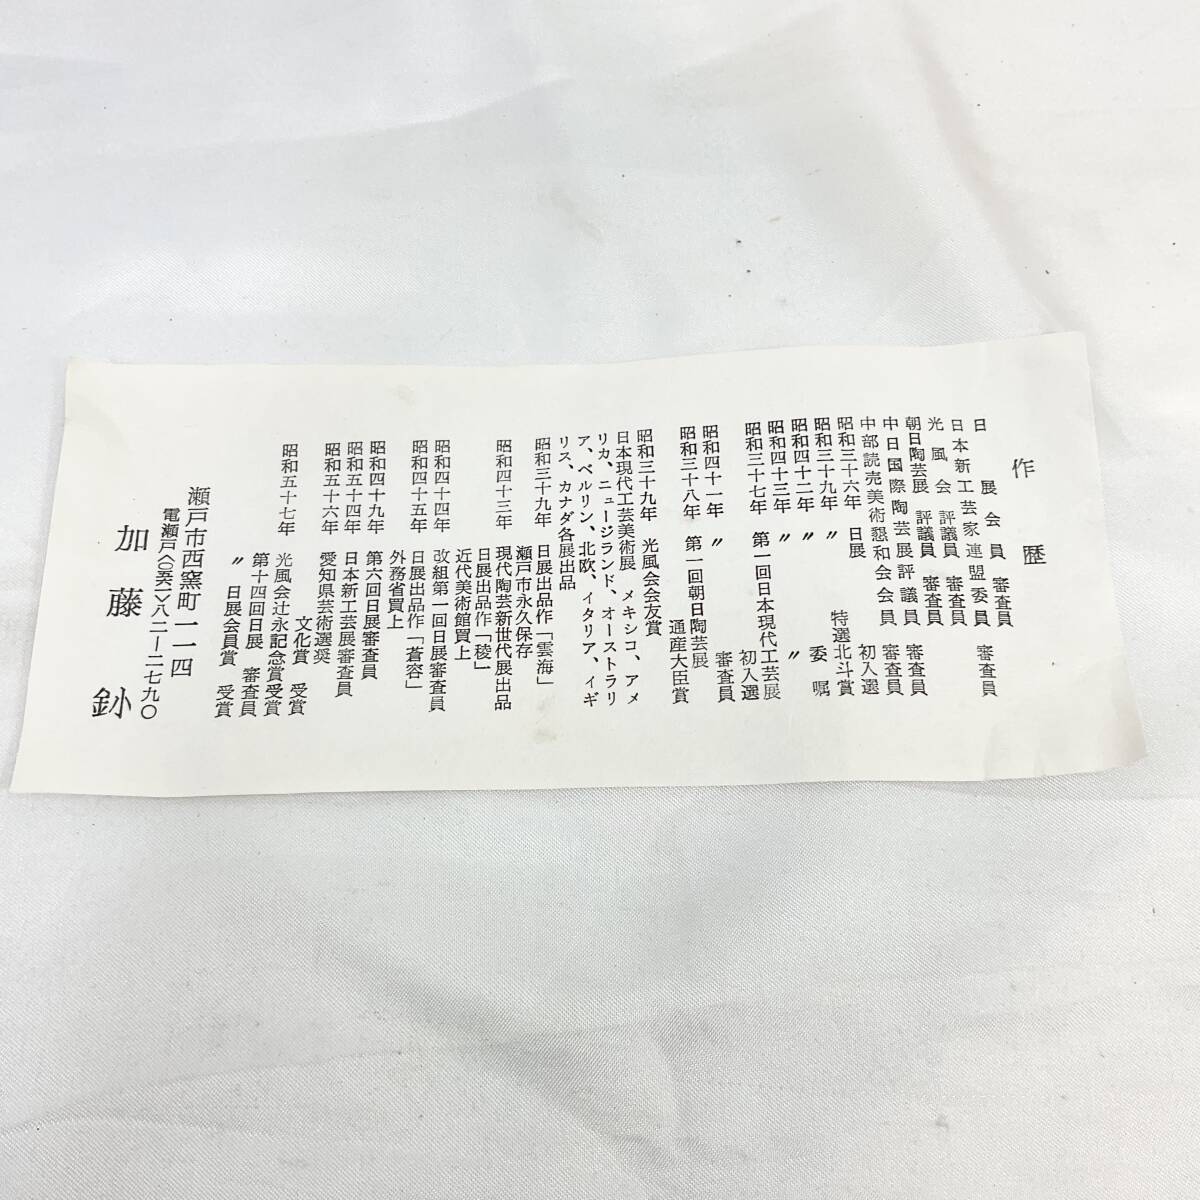 作歴
日展会員 審査員
日本新工芸家連盟委員 審査員
光風会 評議員 審査員
朝日陶芸展 評議員 審査員
中日国際陶芸展評議員 審査員
中部読売美術懇和会会員 審査員
昭和三十六年 日展 初入選
昭和三十九年 〃 特選北斗賞
昭和四十二年 〃 委嘱
昭和四十三年 〃 〃
昭和三十七年 第一回日本現代工芸展
初入選
昭和四十一年 〃 審査員
昭和三十八年 第一回朝日陶芸展
通産大臣賞
昭和三十九年 光風会会友賞
日本現代工芸美術展 メキシコ、アメ
リカ、ニュージランド、オーストラリ
ア、ベルリン、北欧、イタリア、イギ
リス、カナダ各展出品
昭和三十九年 日展出品作「雲海」
瀬戸市永久保存
昭和四十三年 現代陶芸新世代展出品
日展出品作「稜」
近代美術館買上
昭和四十四年 改組第一回日展審査員
昭和四十五年 日展出品作「蒼容」
外務省買上
昭和四十九年 第六回日展審査員
昭和五十四年 日本新工芸展審査員
昭和五十六年 愛知県芸術選奨
文化賞 受賞
昭和五十七年 光風会辻永記念賞受賞
第十四回日展 審査員
〃 日展会員賞 受賞
瀬戸市西窯町一一四
電瀬戸〈〇五六一〉八二―二七九〇
加藤 釥